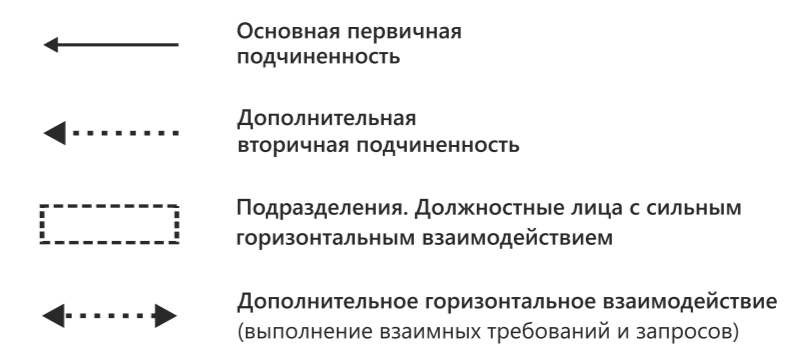 Основная первичная
подчиненность
Дополнительная
вторичная подчиненность
Подразделения. Должностные лица с сильным
горизонтальным взаимодействием
Дополнительное горизонтальное взаимодействие
(выполнение взаимных требований и запросов)